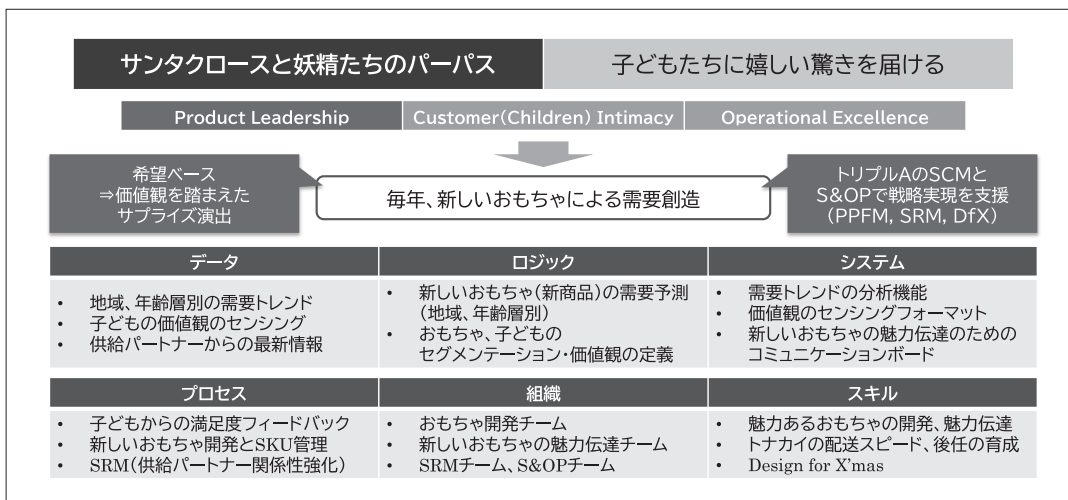 サンタクロースと妖精たちのパーパス
子どもたちに嬉しい驚きを届ける
Product Leadership
Customer(Children) Intimacy
Operational Excellence
希望ベース
⇒価値観を踏まえた
サプライズ演出
毎年、新しいおもちゃによる需要創造
トリプルAのSCMと
S&OPで戦略実現を支援
(PPFM, SRM, DfX)
データ
• 地域、年齢層別の需要トレンド
• 子どもの価値観のセンシング
• 供給パートナーからの最新情報
ロジック
• 新しいおもちゃ(新商品)の需要予測
(地域、年齢層別)
• おもちゃ、子どもの
セグメンテーション・価値観の定義
システム
• 需要トレンドの分析機能
• 価値観のセンシングフォーマット
• 新しいおもちゃの魅力伝達のための
コミュニケーションボード
プロセス
• 子どもからの満足度フィードバック
• 新しいおもちゃ開発とSKU管理
• SRM(供給パートナー関係性強化)
組織
• おもちゃ開発チーム
• 新しいおもちゃの魅力伝達チーム
• SRMチーム、S&OPチーム
スキル
• 魅力あるおもちゃの開発、魅力伝達
• トナカイの配送スピード、後任の育成
• Design for X'mas